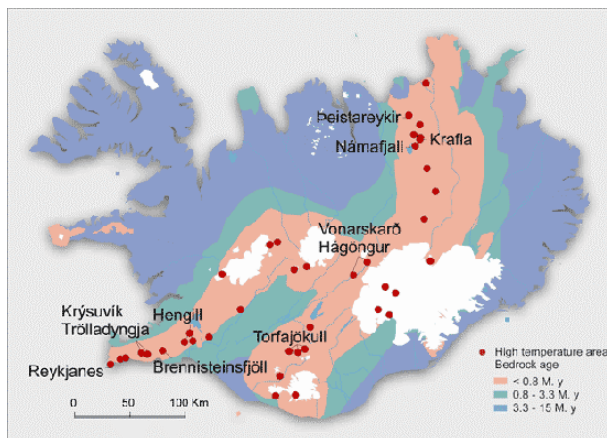 Þeistareykir
Krafla
Námafjall
Vonarskarð
Hágöngur
Krýsuvík
Trölladyngja
Hengill
Torfajökull
Reykjanes
Brennisteinsfjöll
High temperature area
Bedrock age
< 0.8 M. y
0.8 - 3.3 M. y
3.3 - 15 M. y
0 50 100 Km